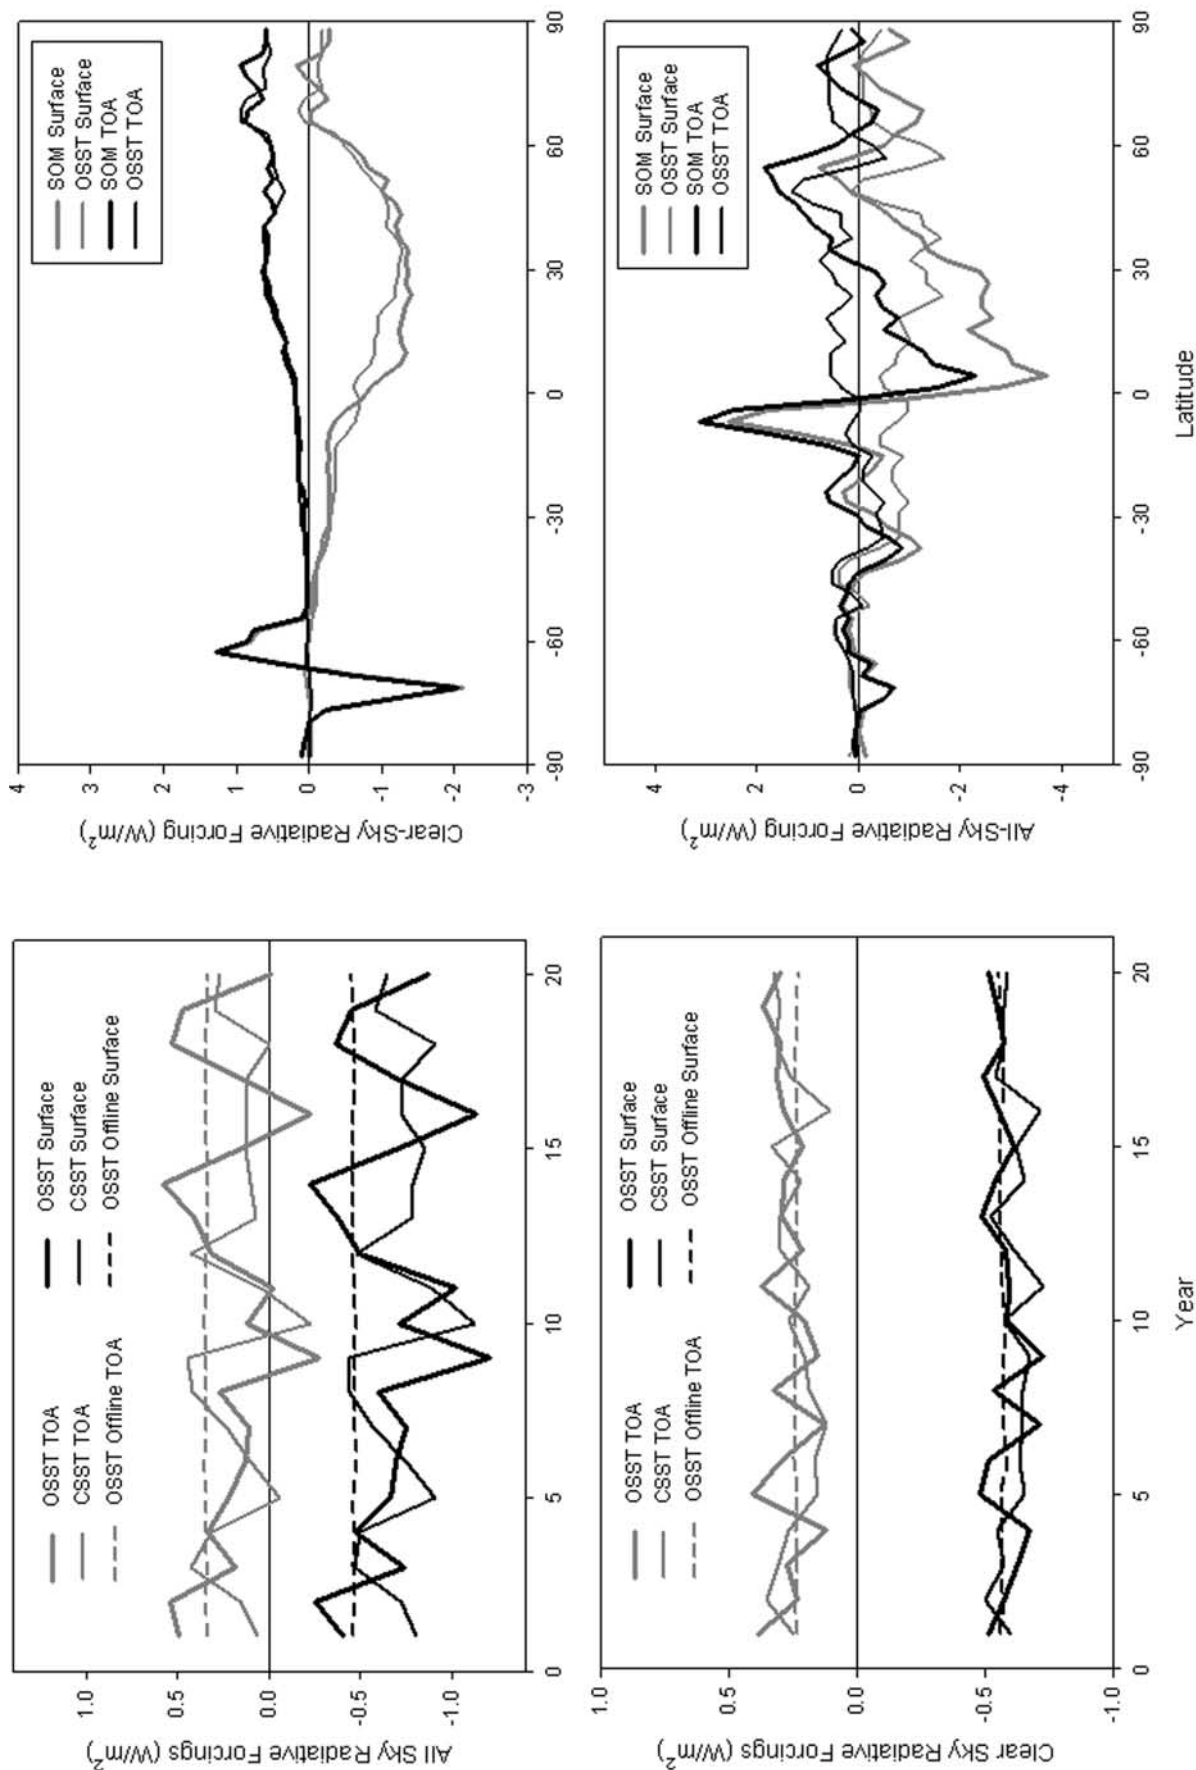 1.0
0.5
0.0
-0.5
-1.0
All Sky Radiative Forcings (W/m2)
OSST TOA
CSST TOA
OSST Offline TOA
OSST Surface
CSST Surface
OSST Offline Surface
0
5
10
15
20
4
3
2
1
0
-1
-2
-3
Clear-Sky Radiative Forcing (W/m2)
SOM Surface
OSST Surface
SOM TOA
OSST TOA
-90
-60
-30
0
30
60
90
1.0
0.5
0.0
-0.5
-1.0
Clear Sky Radiative Forcings (W/m2)
OSST TOA
CSST TOA
OSST Offline TOA
OSST Surface
CSST Surface
OSST Offline Surface
0
5
10
15
20
Year
4
2
0
-2
-4
All-Sky Radiative Forcing (W/m2)
SOM Surface
OSST Surface
SOM TOA
OSST TOA
-90
-60
-30
0
30
60
90
Latitude